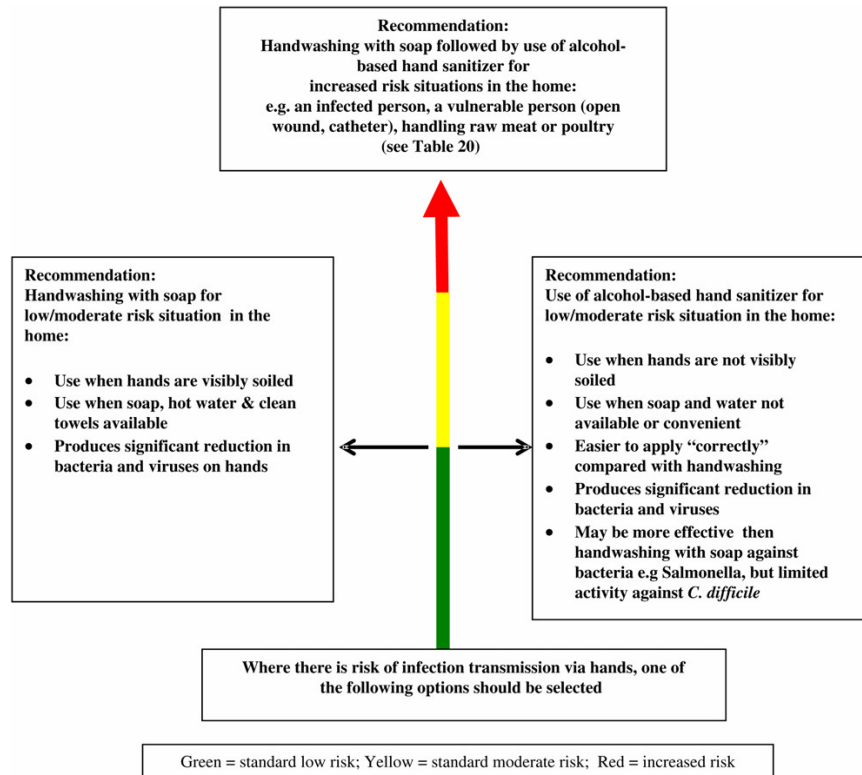 Recommendation:
Handwashing with soap followed by use of alcohol-
based hand sanitizer for
increased risk situations in the home:
e.g. an infected person, a vulnerable person (open
wound, catheter), handling raw meat or poultry
(see Table 20)
Recommendation:
Handwashing with soap for
low/moderate risk situation in the
home:
• Use when hands are visibly soiled
• Use when soap, hot water & clean
towels available
• Produces significant reduction in
bacteria and viruses on hands
Recommendation:
Use of alcohol-based hand sanitizer for
low/moderate risk situation in the home:
• Use when hands are not visibly
soiled
• Use when soap and water not
available or convenient
• Easier to apply “correctly”
compared with handwashing
• Produces significant reduction in
bacteria and viruses
• May be more effective then
handwashing with soap against
bacteria e.g Salmonella, but limited
activity against C. difficile
Where there is risk of infection transmission via hands, one of
the following options should be selected
Green = standard low risk; Yellow = standard moderate risk; Red = increased risk